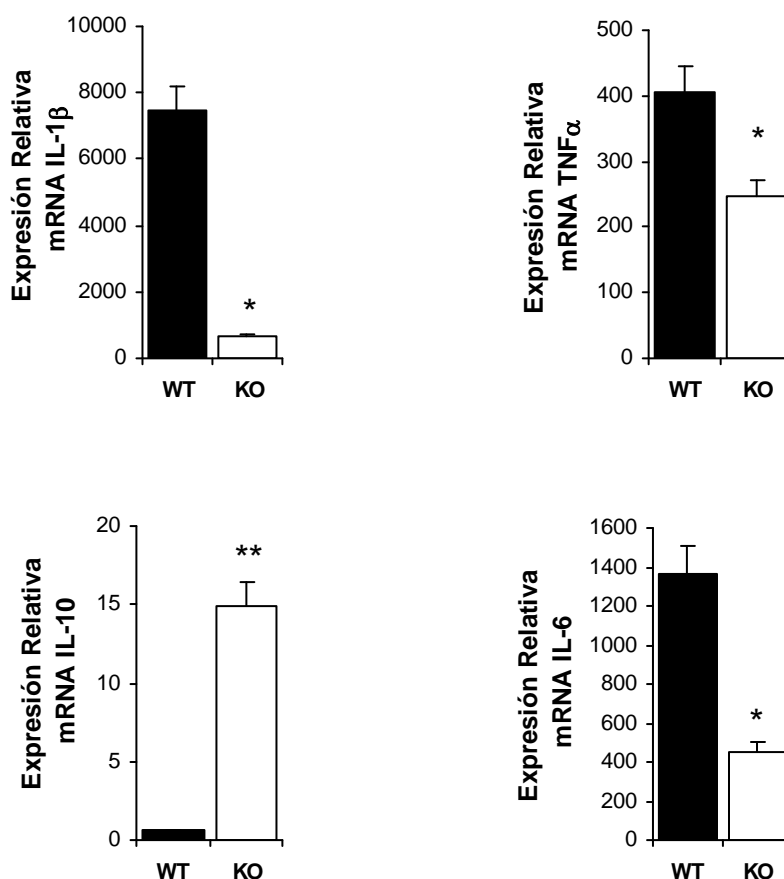 Expresión Relativa
mRNA IL-1β
10000
8000
6000
4000
2000
0
*
WT KO
Expresión Relativa
mRNA TNFα
500
400
300
200
100
0
*
WT KO
Expresión Relativa
mRNA IL-10
20
15
10
5
0
**
WT KO
Expresión Relativa
mRNA IL-6
1600
1400
1200
1000
800
600
400
200
0
*
WT KO